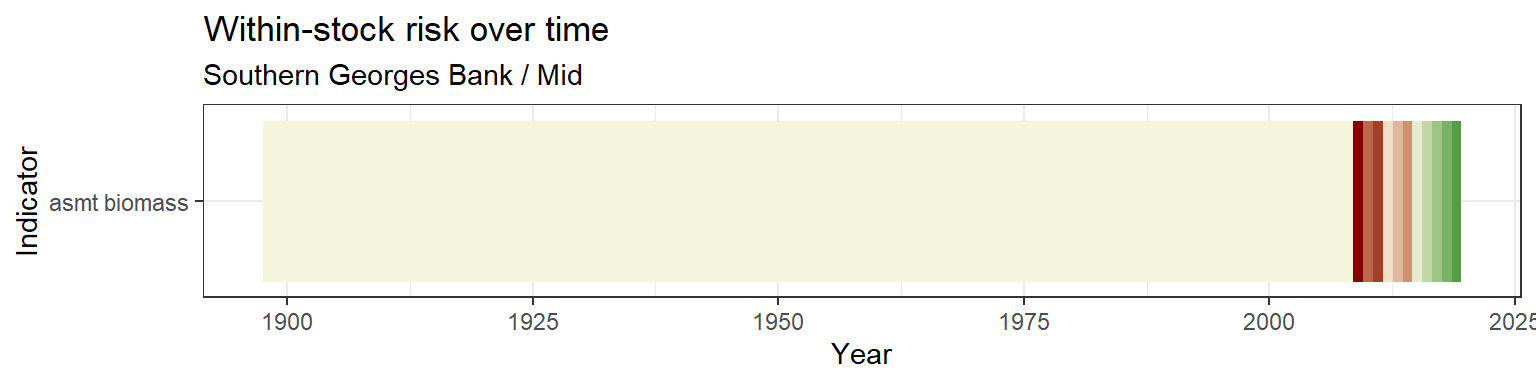 Within-stock risk over time
Southern Georges Bank / Mid
Indicator
asmt biomass
1900 1925 1950 1975 2000 2025
Year